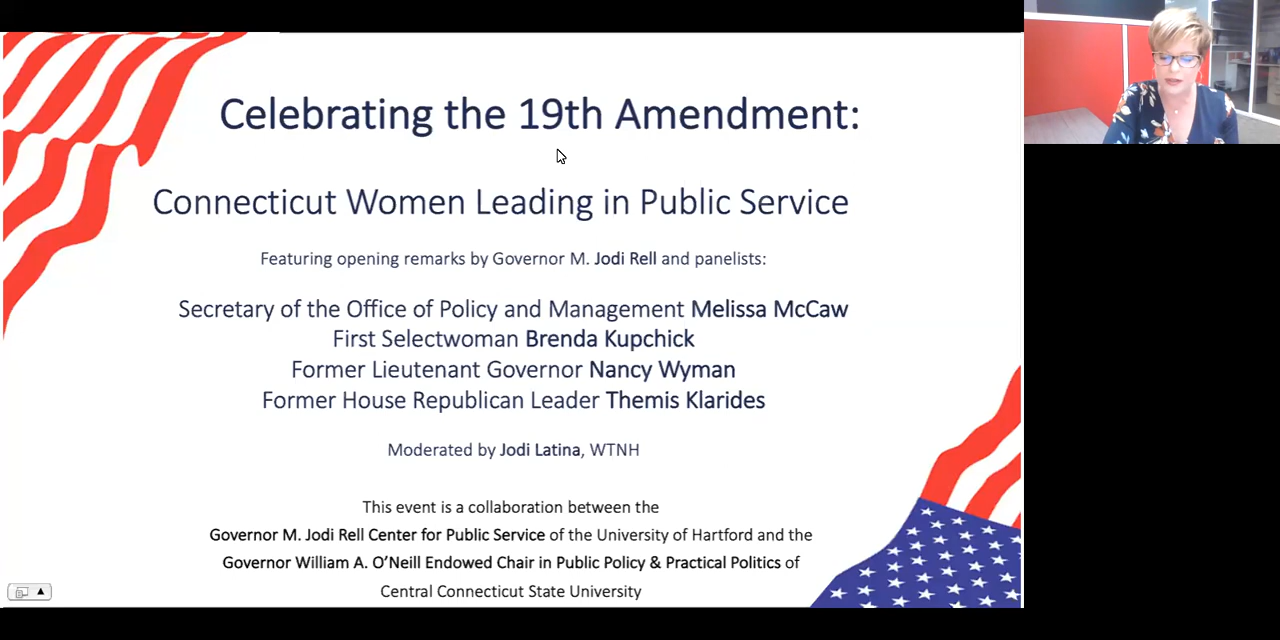 Celebrating the 19th Amendment:
Connecticut Women Leading in Public Service
Featuring opening remarks by Governor M. Jodi Rell and panelists:
Secretary of the Office of Policy and Management Melissa McCaw
First Selectwoman Brenda Kupchick
Former Lieutenant Governor Nancy Wyman
Former House Republican Leader Themis Klarides
Moderated by Jodi Latina, WTNH
This event is a collaboration between the
Governor M. Jodi Rell Center for Public Service of the University of Hartford and the
Governor William A. O’Neill Endowed Chair in Public Policy & Practical Politics of
Central Connecticut State University